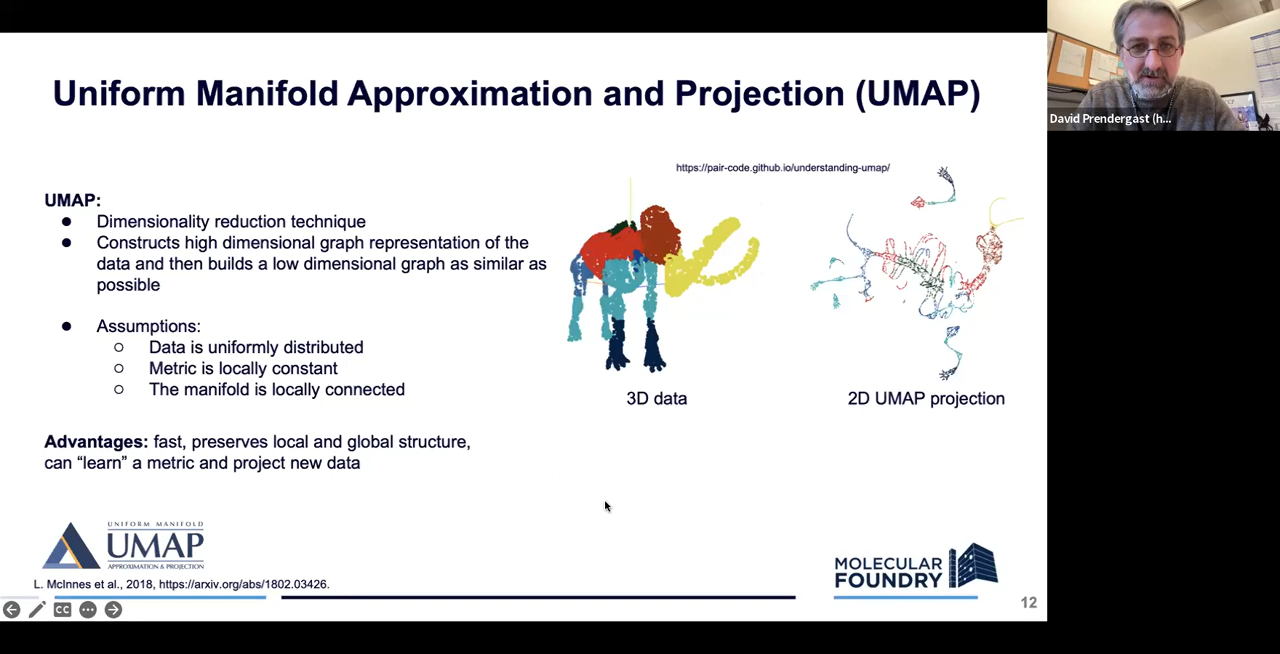 Uniform Manifold Approximation and Projection (UMAP)
David Prendergast (h...
https://pair-code.github.io/understanding-umap/
UMAP:
● Dimensionality reduction technique
● Constructs high dimensional graph representation of the
data and then builds a low dimensional graph as similar as
possible
● Assumptions:
○ Data is uniformly distributed
○ Metric is locally constant
○ The manifold is locally connected
3D data
2D UMAP projection
Advantages: fast, preserves local and global structure,
can “learn” a metric and project new data
UNIFORM MANIFOLD
UMAP
APPROXIMATION & PROJECTION
L. McInnes et al., 2018, https://arxiv.org/abs/1802.03426.
MOLECULAR
FOUNDRY
12
CC